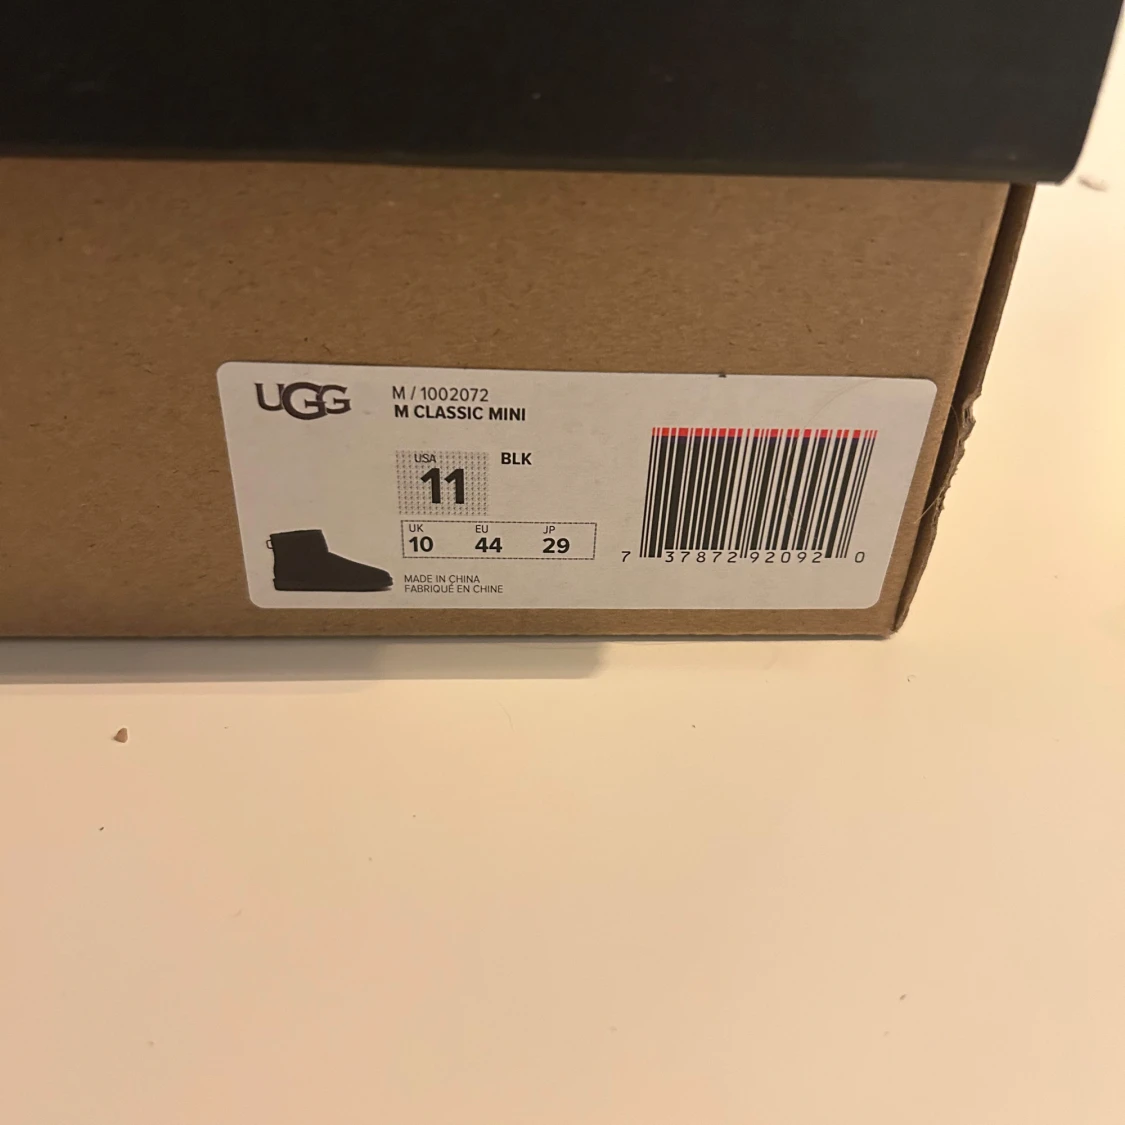 UGG
M / 1002072
M CLASSIC MINI
USA
11
BLK
UK EU JP
10 44 29
MADE IN CHINA
FABRIQUÉ EN CHINE
7 37872 92092 0